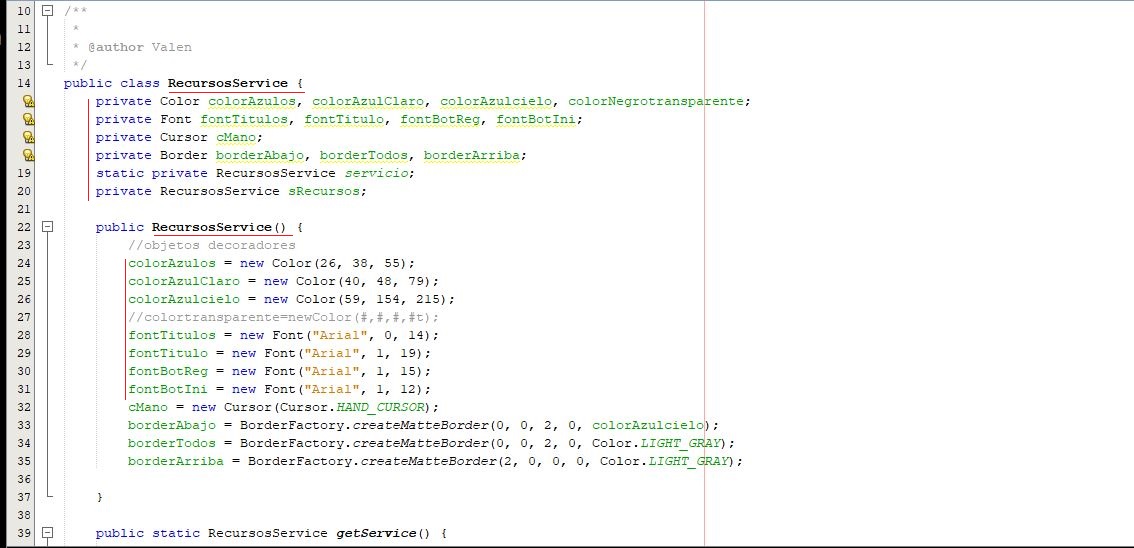 10 /**
11 *
12 * @author Valen
13 */
14 public class RecursosService {
private Color colorAzulos, colorAzulClaro, colorAzulcielo, colorNegrotransparente;
private Font fontTitulos, fontTitulo, fontBotReg, fontBotIni;
private Cursor cMano;
private Border borderAbajo, borderTodos, borderArriba;
19 static private RecursosService servicio;
20 private RecursosService sRecursos;
21
22 public RecursosService() {
23 //objetos decoradores
24 colorAzulos = new Color(26, 38, 55);
25 colorAzulClaro = new Color(40, 48, 79);
26 colorAzulcielo = new Color(59, 154, 215);
27 //colortransparente=newColor(#,#,#,#t);
28 fontTitulos = new Font("Arial", 0, 14);
29 fontTitulo = new Font("Arial", 1, 19);
30 fontBotReg = new Font("Arial", 1, 15);
31 fontBotIni = new Font("Arial", 1, 12);
32 cMano = new Cursor(Cursor.HAND_CURSOR);
33 borderAbajo = BorderFactory.createMatteBorder(0, 0, 2, 0, colorAzulcielo);
34 borderTodos = BorderFactory.createMatteBorder(0, 0, 2, 0, Color.LIGHT_GRAY);
35 borderArriba = BorderFactory.createMatteBorder(2, 0, 0, 0, Color.LIGHT_GRAY);
36
37 }
38
39 public static RecursosService getService() {